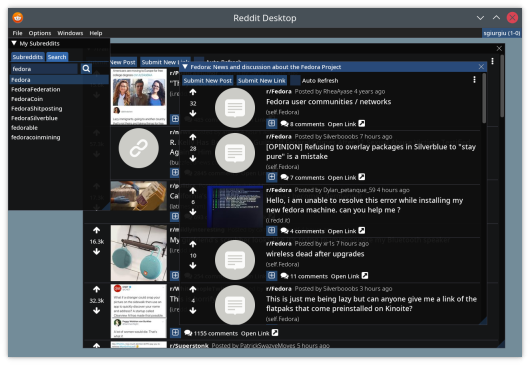 Reddit Desktop
File Options Windows Help
sgiurgiu (1-0)
My Subreddits
Subreddits Search
fedora
Fedora
FedoraFederation
FedoraCoin
FedoraShitposting
FedoraSilverblue
fedorable
fedoracoinmining
New Post Submit New Link
Fedora: News and discussion about the Fedora Project
Submit New Post Submit New Link Auto Refresh
32
r/Fedora Posted by RheaAyase 4 years ago
Fedora user communities / networks
(self.Fedora)
8 comments Open Link
28
r/Fedora Posted by Silverbooobs 7 hours ago
[OPINION] Refusing to overlay packages in Silverblue to "stay
pure" is a mistake
(self.Fedora)
7 comments Open Link
6
r/Fedora Posted by Dylan_petanque_59 4 hours ago
Hello, i am unable to resolve this error while installing my
new fedora machine. can you help me ?
(i.redd.it)
4 comments Open Link
10
r/Fedora Posted by xr1s 7 hours ago
wireless dead after upgrades
(self.Fedora)
11 comments Open Link
4
r/Fedora Posted by Silverbooobs 3 hours ago
This is just me being lazy but can anyone give me a link of the
flatpaks that come preinstalled on Kinoite?
(self.Fedora)
16.3k
32.3k
1155 comments Open Link
r/Superstonk Posted by PatrickSwazyeMoves 5 hours ago